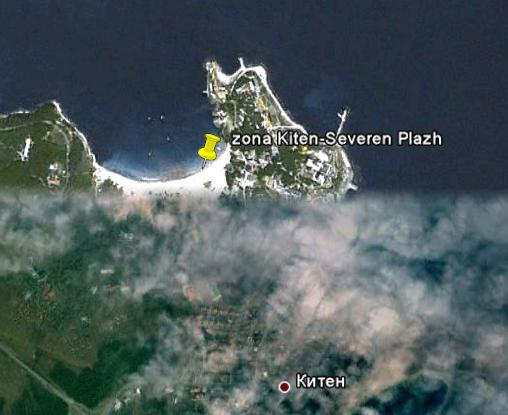 zona Kiten-Severen Plazh
Китен